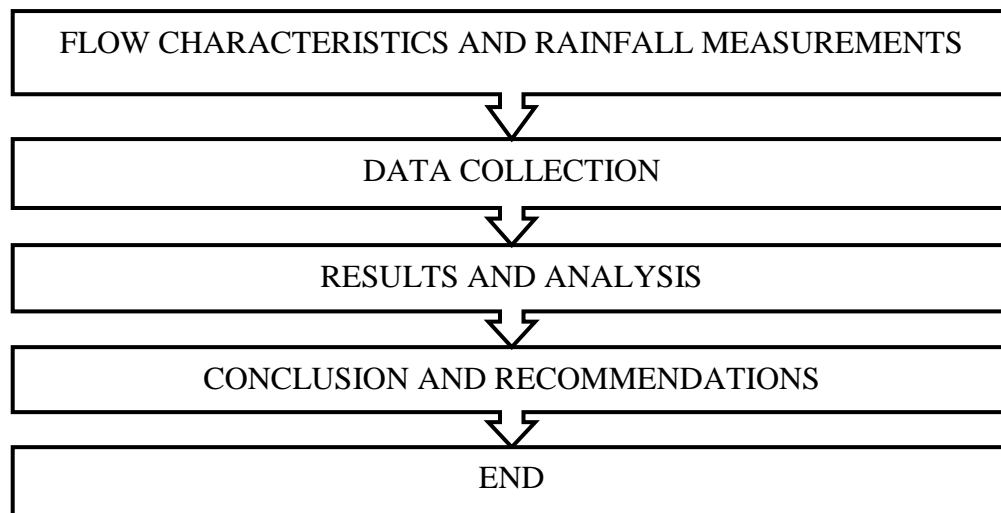 FLOW CHARACTERISTICS AND RAINFALL MEASUREMENTS
DATA COLLECTION
RESULTS AND ANALYSIS
CONCLUSION AND RECOMMENDATIONS
END